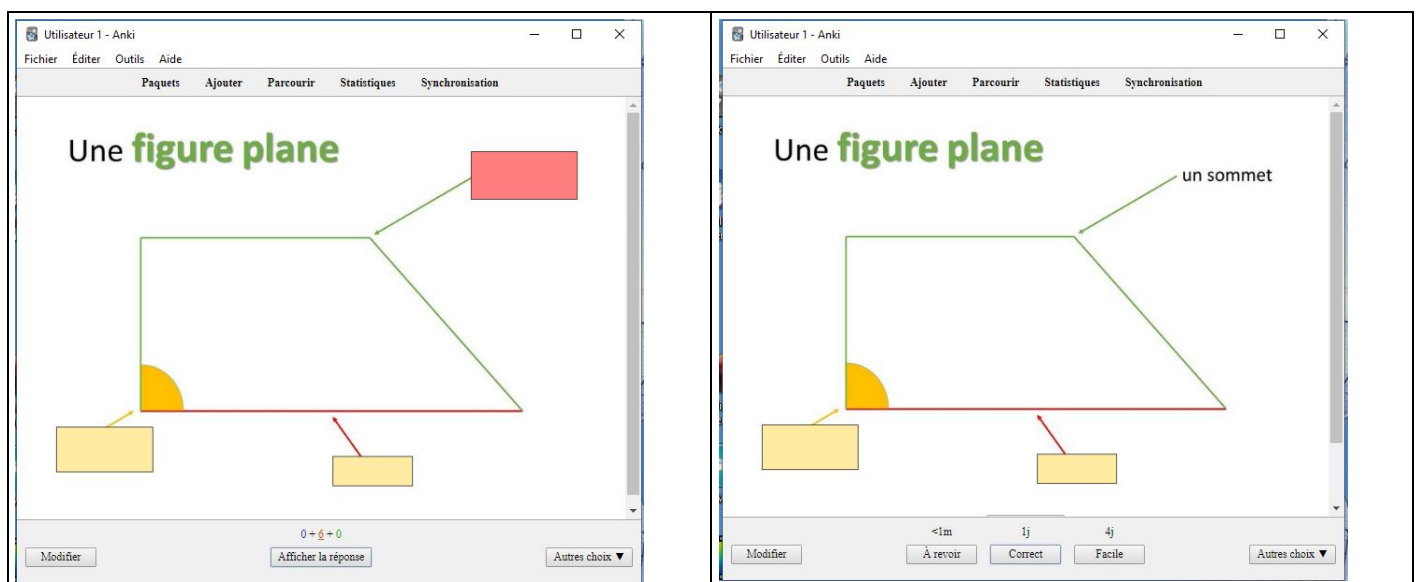 Utilisateur 1 - Anki
Fichier Éditer Outils Aide
Paquets Ajouter Parcourir Statistiques Synchronisation
Une figure plane
0 + 6 + 0
Modifier Afficher la réponse Autres choix ▼
Utilisateur 1 - Anki
Fichier Éditer Outils Aide
Paquets Ajouter Parcourir Statistiques Synchronisation
Une figure plane
un sommet
<1m 1j 4j
Modifier À revoir Correct Facile Autres choix ▼